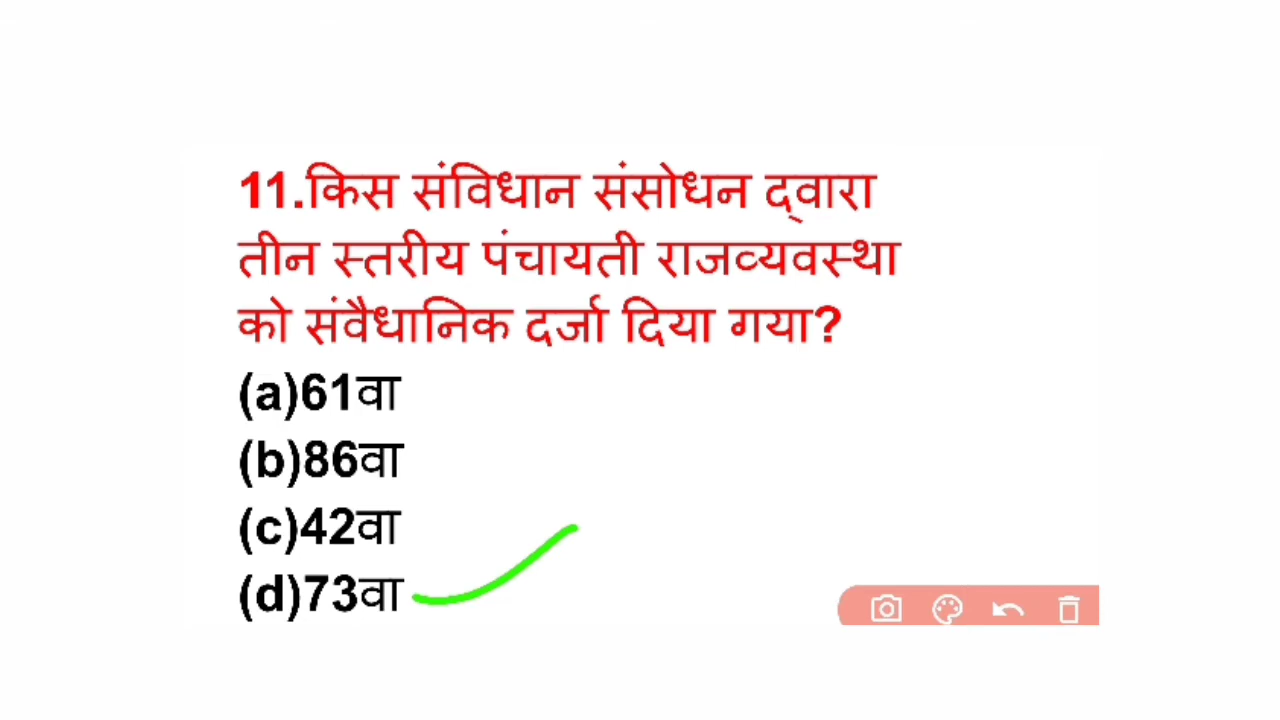 11.किस संविधान संसोधन द्वारा
तीन स्तरीय पंचायती राजव्यवस्था
को संवैधानिक दर्जा दिया गया?
(a)61वा
(b)86वा
(c)42वा
(d)73वा